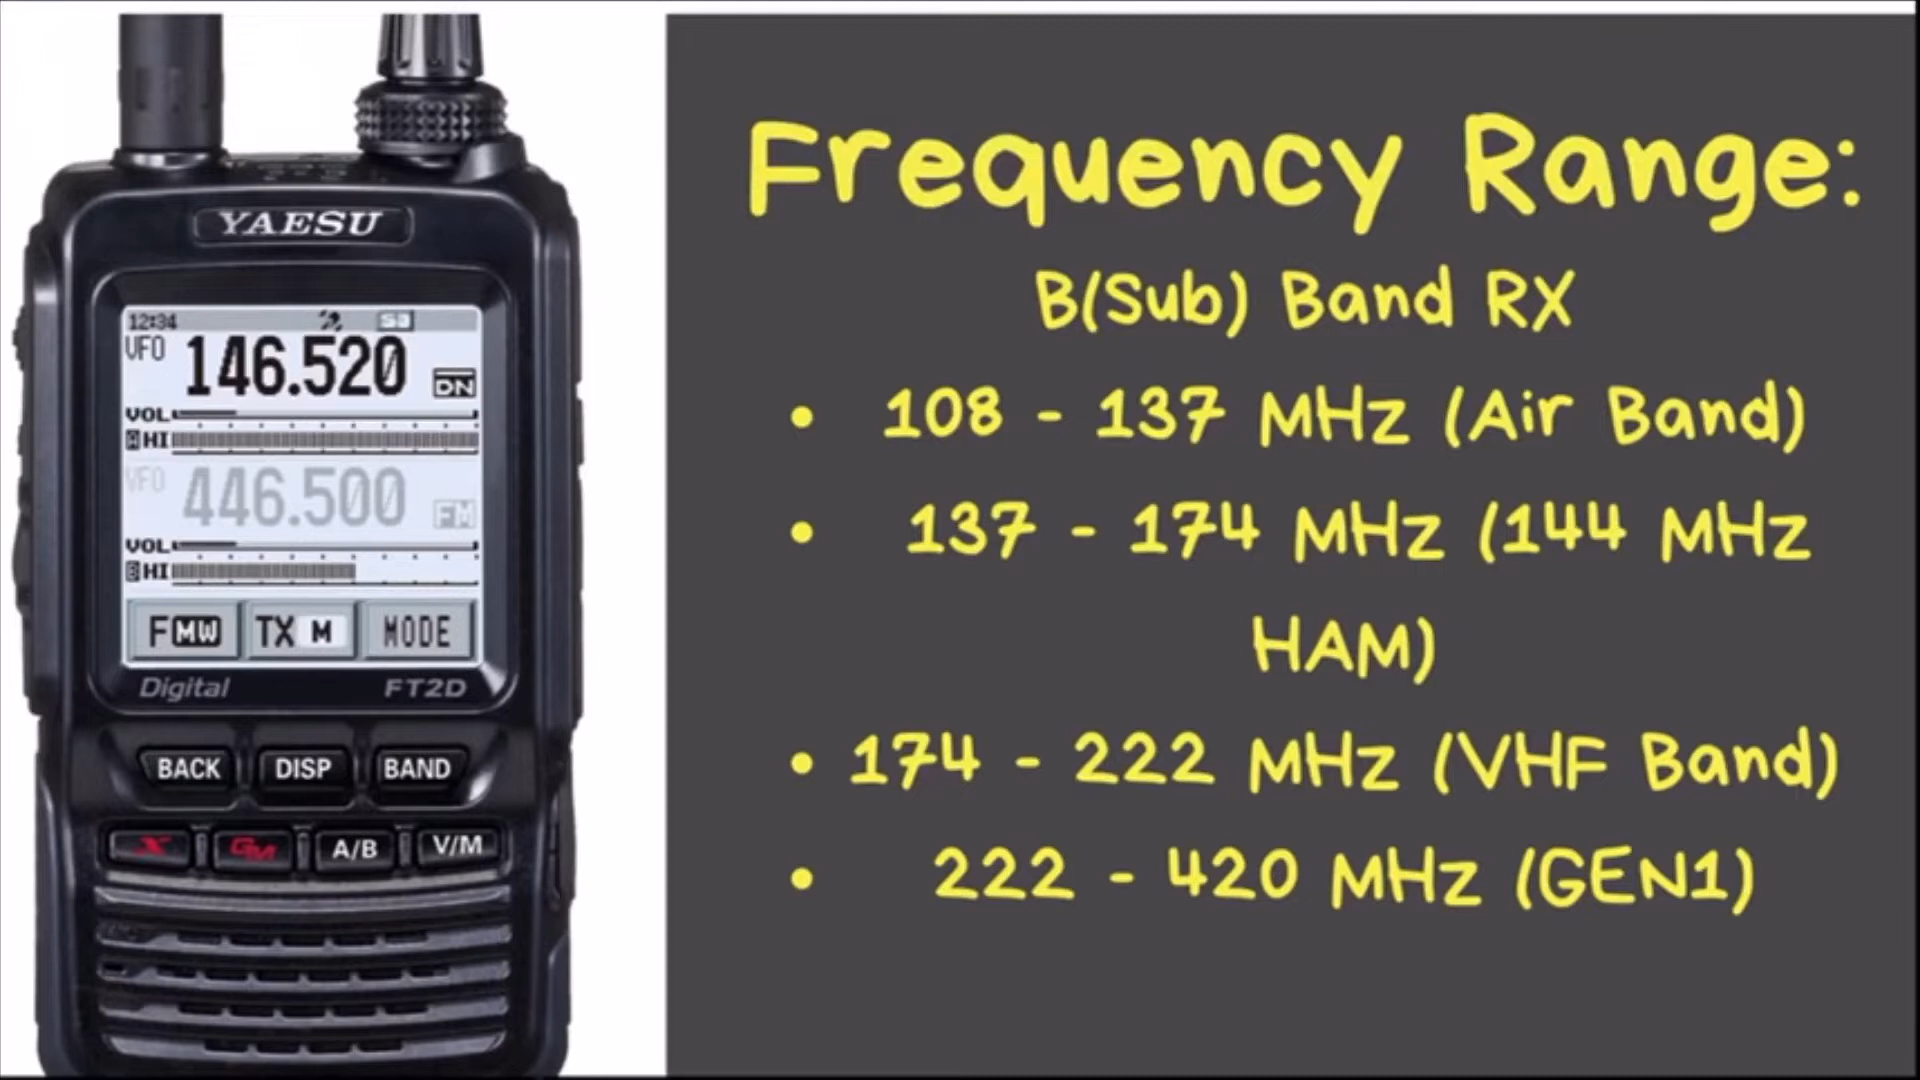 YAESU
12:34
VFO 146.520 DN
VOL
A HI
VFO 446.500 FM
VOL
B HI
F MW TX M MODE
Digital FT2D
BACK DISP BAND
X GM A/B V/M
Frequency Range:
B(Sub) Band RX
• 108 - 137 MHz (Air Band)
• 137 - 174 MHz (144 MHz
HAM)
• 174 - 222 MHz (VHF Band)
• 222 - 420 MHz (GEN1)